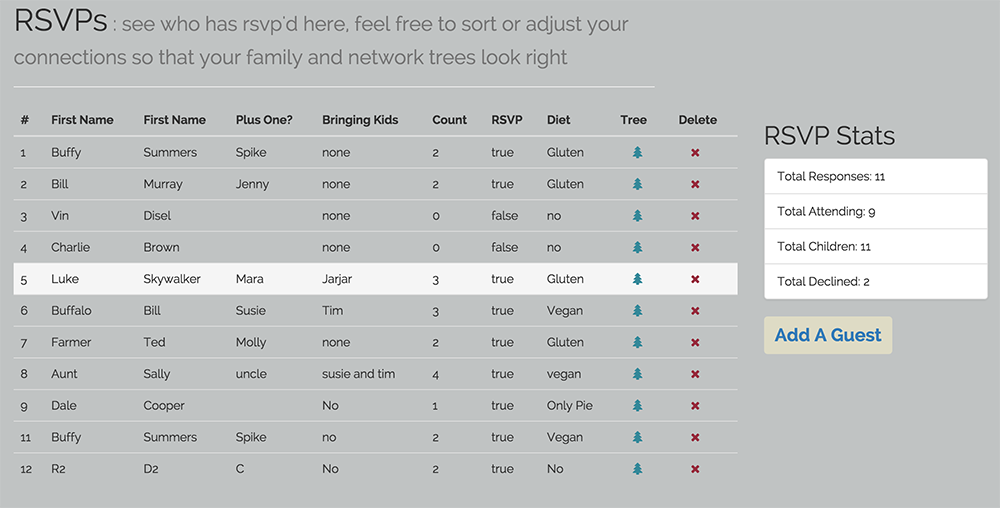 RSVPs : see who has rsvp'd here, feel free to sort or adjust your
connections so that your family and network trees look right
# First Name First Name Plus One? Bringing Kids Count RSVP Diet Tree Delete
1 Buffy Summers Spike none 2 true Gluten
2 Bill Murray Jenny none 2 true Gluten
3 Vin Disel none 0 false no
4 Charlie Brown none 0 false no
5 Luke Skywalker Mara Jarjar 3 true Gluten
6 Buffalo Bill Susie Tim 3 true Vegan
7 Farmer Ted Molly none 2 true Gluten
8 Aunt Sally uncle susie and tim 4 true vegan
9 Dale Cooper No 1 true Only Pie
11 Buffy Summers Spike no 2 true Vegan
12 R2 D2 C No 2 true No
RSVP Stats
Total Responses: 11
Total Attending: 9
Total Children: 11
Total Declined: 2
Add A Guest